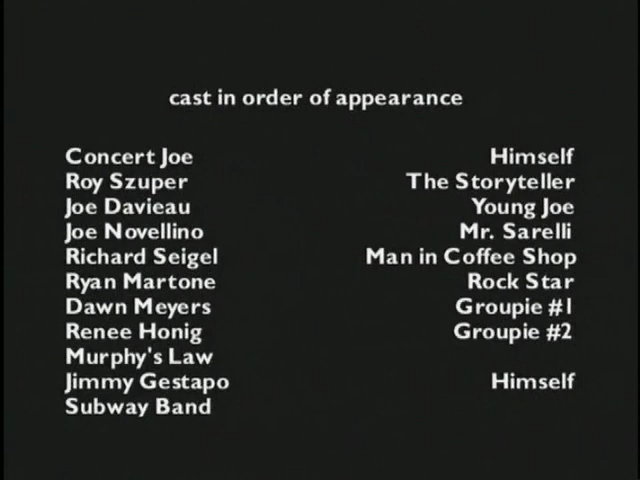 cast in order of appearance
Concert Joe Himself
Roy Szuper The Storyteller
Joe Davieau Young Joe
Joe Novellino Mr. Sarelli
Richard Seigel Man in Coffee Shop
Ryan Martone Rock Star
Dawn Meyers Groupie #1
Renee Honig Groupie #2
Murphy's Law
Jimmy Gestapo Himself
Subway Band